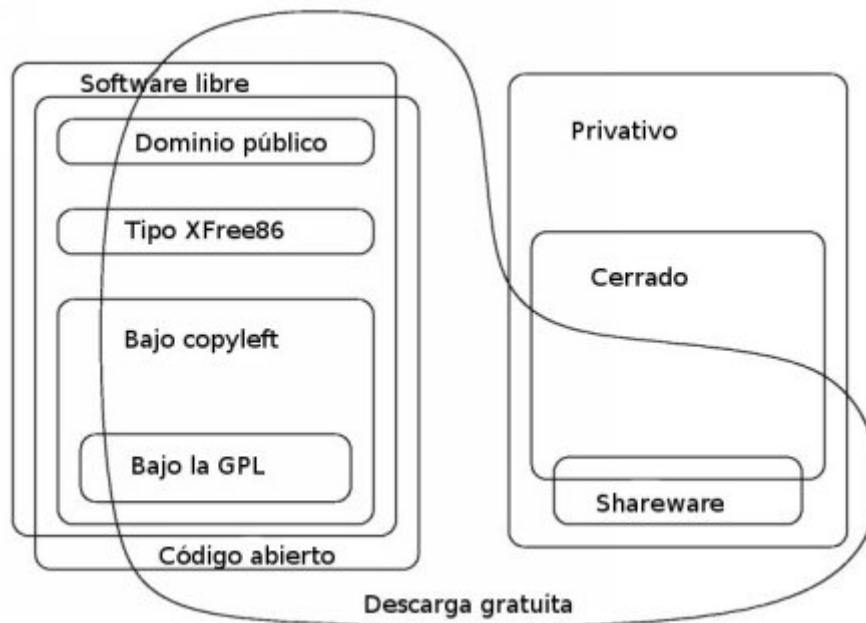 Software libre
Dominio público
Tipo XFree86
Bajo copyleft
Bajo la GPL
Código abierto
Privativo
Cerrado
Shareware
Descarga gratuita